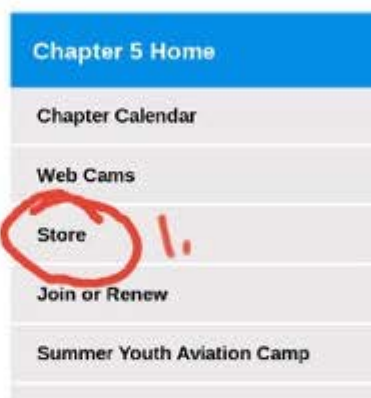 Chapter 5 Home
Chapter Calendar
Web Cams
Store 1.
Join or Renew
Summer Youth Aviation Camp